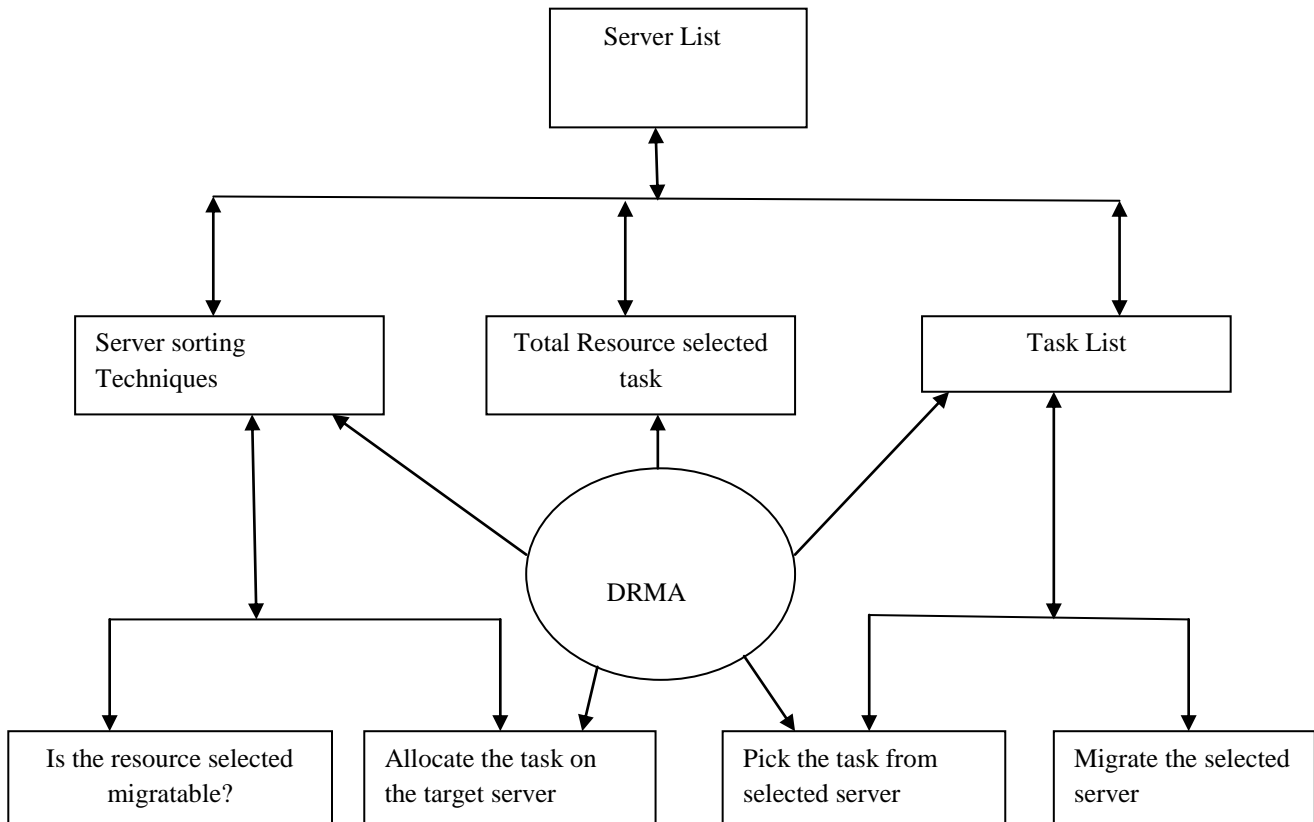 Server List
Server sorting
Techniques
Total Resource selected
task
Task List
DRMA
Is the resource selected
migratable?
Allocate the task on
the target server
Pick the task from
selected server
Migrate the selected
server